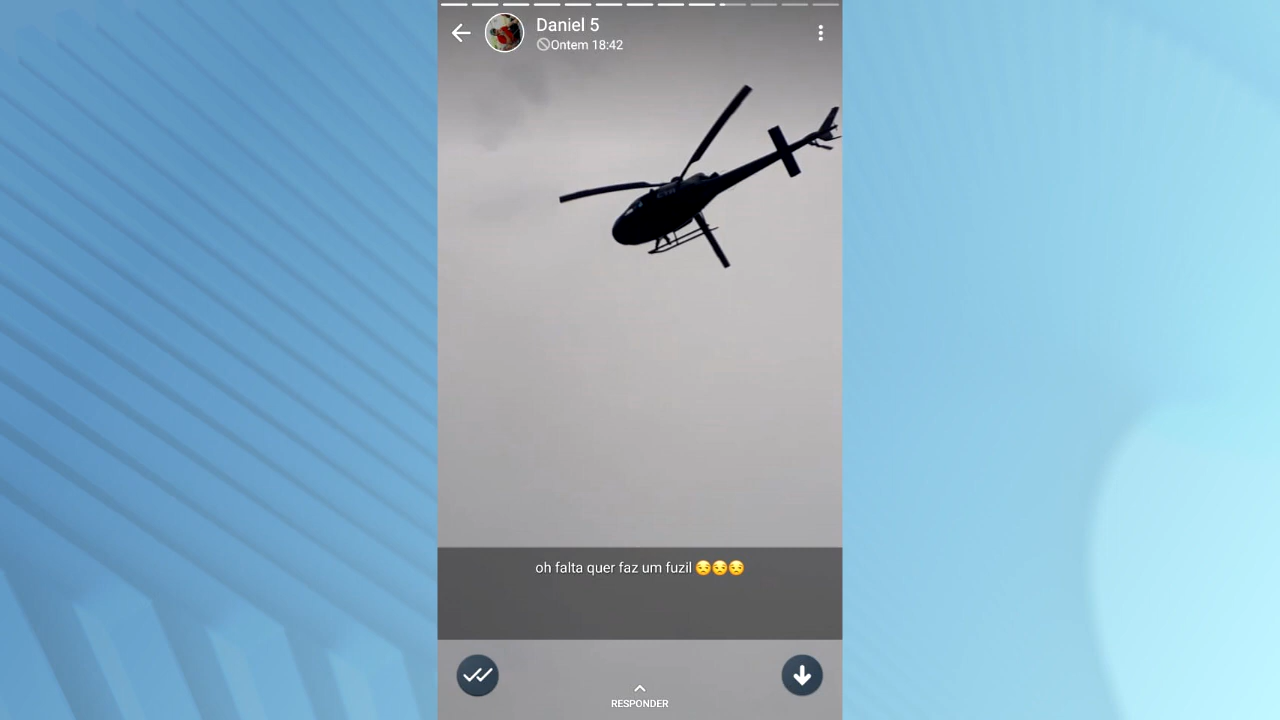 Daniel 5
Ontem 18:42
oh falta quer faz um fuzil 😒😒😒
RESPONDER